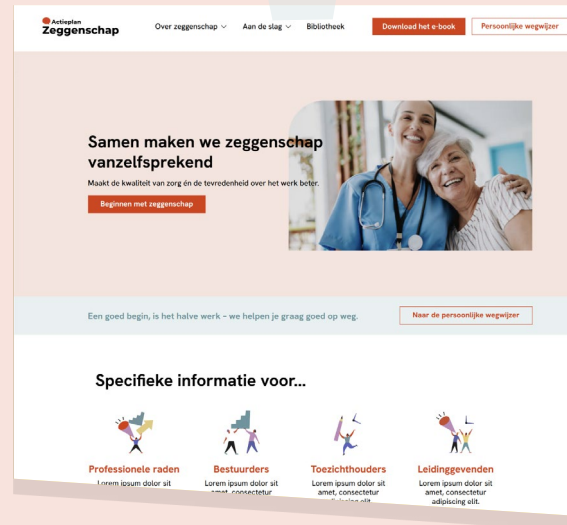 Actieplan
Zeggenschap
Over zeggenschap
Aan de slag
Bibliotheek
Download het e-book
Persoonlijke wegwijzer
Samen maken we zeggenschap
vanzelfsprekend
Maakt de kwaliteit van zorg én de tevredenheid over het werk beter.
Beginnen met zeggenschap
Een goed begin, is het halve werk – we helpen je graag goed op weg.
Naar de persoonlijke wegwijzer
Specifieke informatie voor...
Professionele raden
Lorem ipsum dolor sit
Bestuurders
Lorem ipsum dolor sit
amet, consectetur
Toezichthouders
Lorem ipsum dolor sit
amet, consectetur
adipiscing elit.
Leidinggevenden
Lorem ipsum dolor sit
amet, consectetur
adipiscing elit.